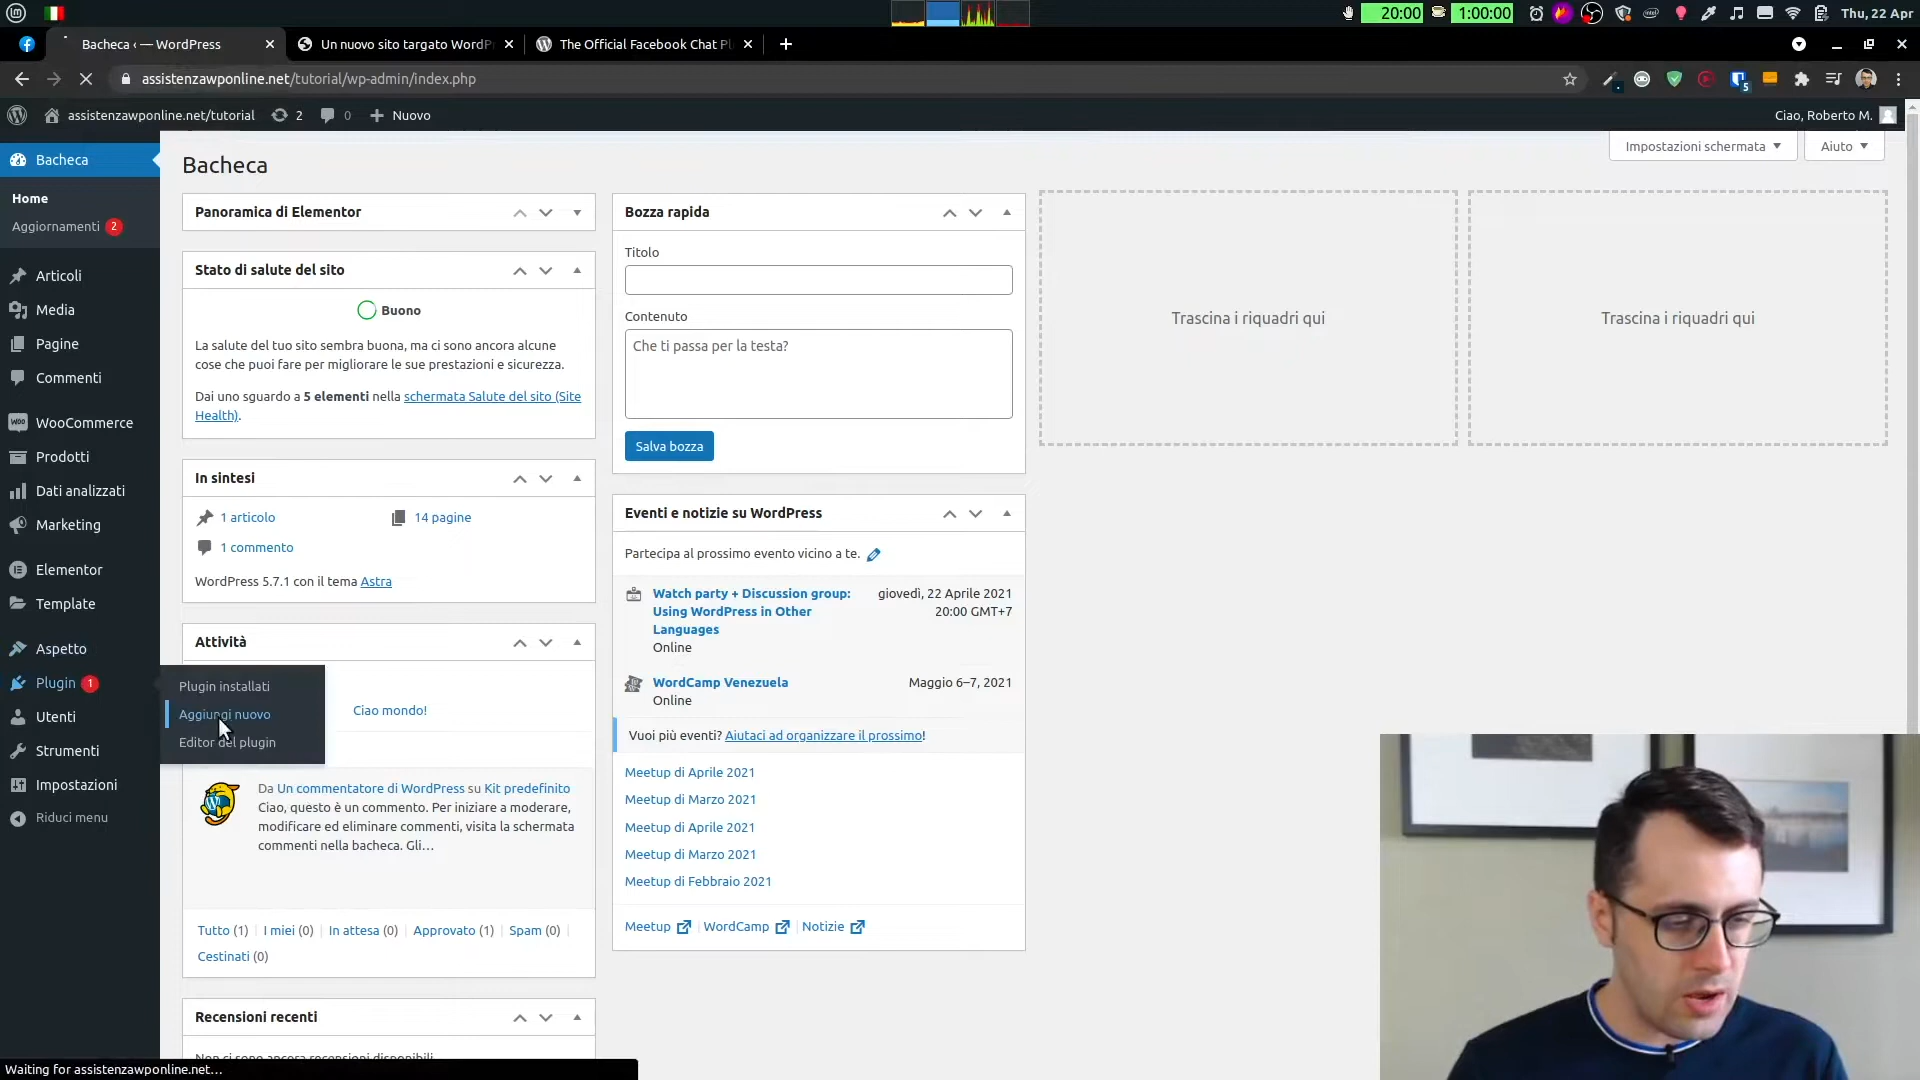 20:00
1:00:00
Thu, 22 Apr
Bacheca ‹ — WordPress
Un nuovo sito targato WordP
The Official Facebook Chat Pl
assistenzawponline.net/tutorial/wp-admin/index.php
5
assistenzawponline.net/tutorial
2
0
Nuovo
Ciao, Roberto M.
Impostazioni schermata
Aiuto
Bacheca
Home
Aggiornamenti 2
Articoli
Media
Pagine
Commenti
WooCommerce
Prodotti
Dati analizzati
Marketing
Elementor
Template
Aspetto
Plugin 1
Utenti
Strumenti
Impostazioni
Riduci menu
Plugin installati
Aggiungi nuovo
Editor del plugin
Bacheca
Panoramica di Elementor
Stato di salute del sito
Buono
La salute del tuo sito sembra buona, ma ci sono ancora alcune
cose che puoi fare per migliorare le sue prestazioni e sicurezza.
Dai uno sguardo a 5 elementi nella schermata Salute del sito (Site
Health).
In sintesi
1 articolo
14 pagine
1 commento
WordPress 5.7.1 con il tema Astra
Attività
Ciao mondo!
Da Un commentatore di WordPress su Kit predefinito
Ciao, questo è un commento. Per iniziare a moderare,
modificare ed eliminare commenti, visita la schermata
commenti nella bacheca. Gli…
Tutto (1) | I miei (0) | In attesa (0) | Approvato (1) | Spam (0) |
Cestinati (0)
Recensioni recenti
Non ci sono ancora recensioni disponibili
Bozza rapida
Titolo
Contenuto
Che ti passa per la testa?
Salva bozza
Eventi e notizie su WordPress
Partecipa al prossimo evento vicino a te.
Watch party + Discussion group:
Using WordPress in Other
Languages
Online
giovedì, 22 Aprile 2021
20:00 GMT+7
WordCamp Venezuela
Online
Maggio 6–7, 2021
Vuoi più eventi? Aiutaci ad organizzare il prossimo!
Meetup di Aprile 2021
Meetup di Marzo 2021
Meetup di Aprile 2021
Meetup di Marzo 2021
Meetup di Febbraio 2021
Meetup | WordCamp | Notizie
Trascina i riquadri qui
Trascina i riquadri qui
Waiting for assistenzawponline.net...